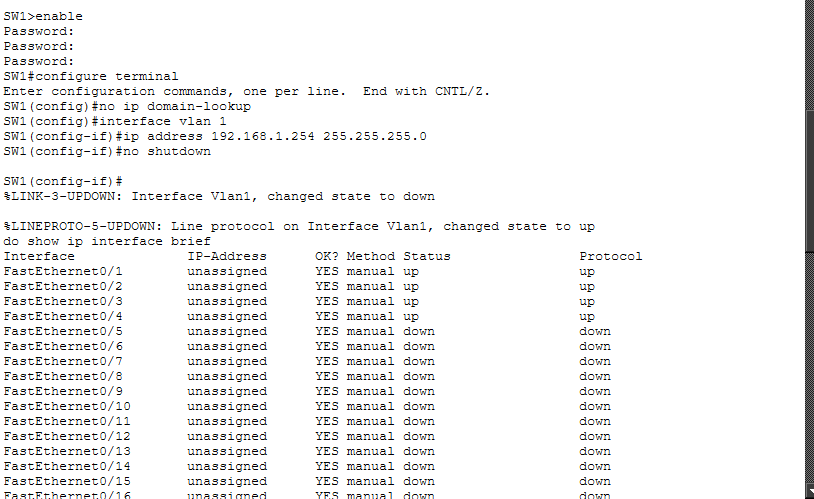 SW1>enable
Password:
Password:
Password:
SW1#configure terminal
Enter configuration commands, one per line.  End with CNTL/Z.
SW1(config)#no ip domain-lookup
SW1(config)#interface vlan 1
SW1(config-if)#ip address 192.168.1.254 255.255.255.0
SW1(config-if)#no shutdown
SW1(config-if)#
%LINK-3-UPDOWN: Interface Vlan1, changed state to down
%LINEPROTO-5-UPDOWN: Line protocol on Interface Vlan1, changed state to up
do show ip interface brief
Interface              IP-Address      OK? Method Status                Protocol
FastEthernet0/1        unassigned      YES manual up                    up
FastEthernet0/2        unassigned      YES manual up                    up
FastEthernet0/3        unassigned      YES manual up                    up
FastEthernet0/4        unassigned      YES manual up                    up
FastEthernet0/5        unassigned      YES manual down                  down
FastEthernet0/6        unassigned      YES manual down                  down
FastEthernet0/7        unassigned      YES manual down                  down
FastEthernet0/8        unassigned      YES manual down                  down
FastEthernet0/9        unassigned      YES manual down                  down
FastEthernet0/10       unassigned      YES manual down                  down
FastEthernet0/11       unassigned      YES manual down                  down
FastEthernet0/12       unassigned      YES manual down                  down
FastEthernet0/13       unassigned      YES manual down                  down
FastEthernet0/14       unassigned      YES manual down                  down
FastEthernet0/15       unassigned      YES manual down                  down
FastEthernet0/16       unassigned      YES manual down                  down